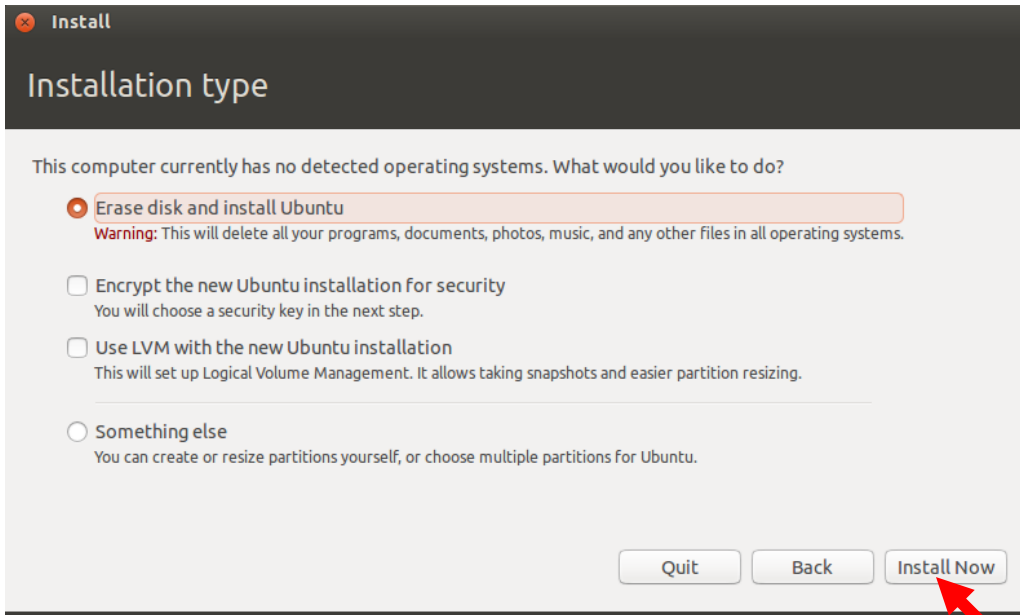 Install
Installation type
This computer currently has no detected operating systems. What would you like to do?
Erase disk and install Ubuntu
Warning: This will delete all your programs, documents, photos, music, and any other files in all operating systems.
Encrypt the new Ubuntu installation for security
You will choose a security key in the next step.
Use LVM with the new Ubuntu installation
This will set up Logical Volume Management. It allows taking snapshots and easier partition resizing.
Something else
You can create or resize partitions yourself, or choose multiple partitions for Ubuntu.
Quit Back Install Now